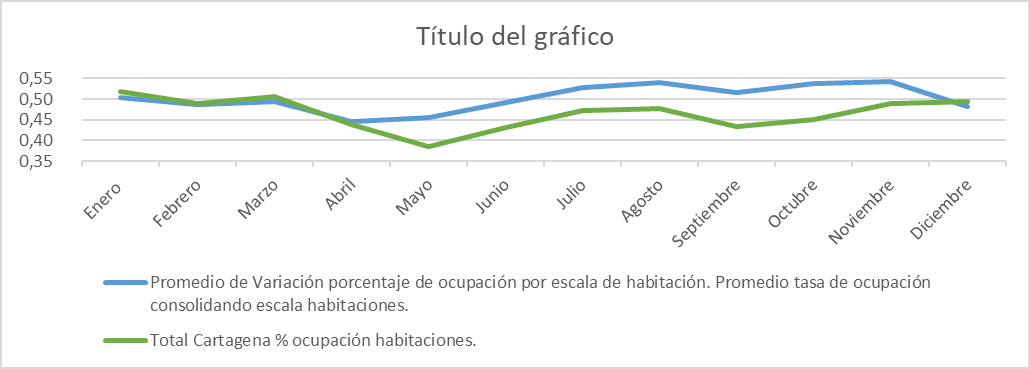 Título del gráfico
0,55
0,50
0,45
0,40
0,35
Enero
Febrero
Marzo
Abril
Mayo
Junio
Julio
Agosto
Septiembre
Octubre
Noviembre
Diciembre
Promedio de Variación porcentaje de ocupación por escala de habitación. Promedio tasa de ocupación
consolidando escala habitaciones.
Total Cartagena % ocupación habitaciones.